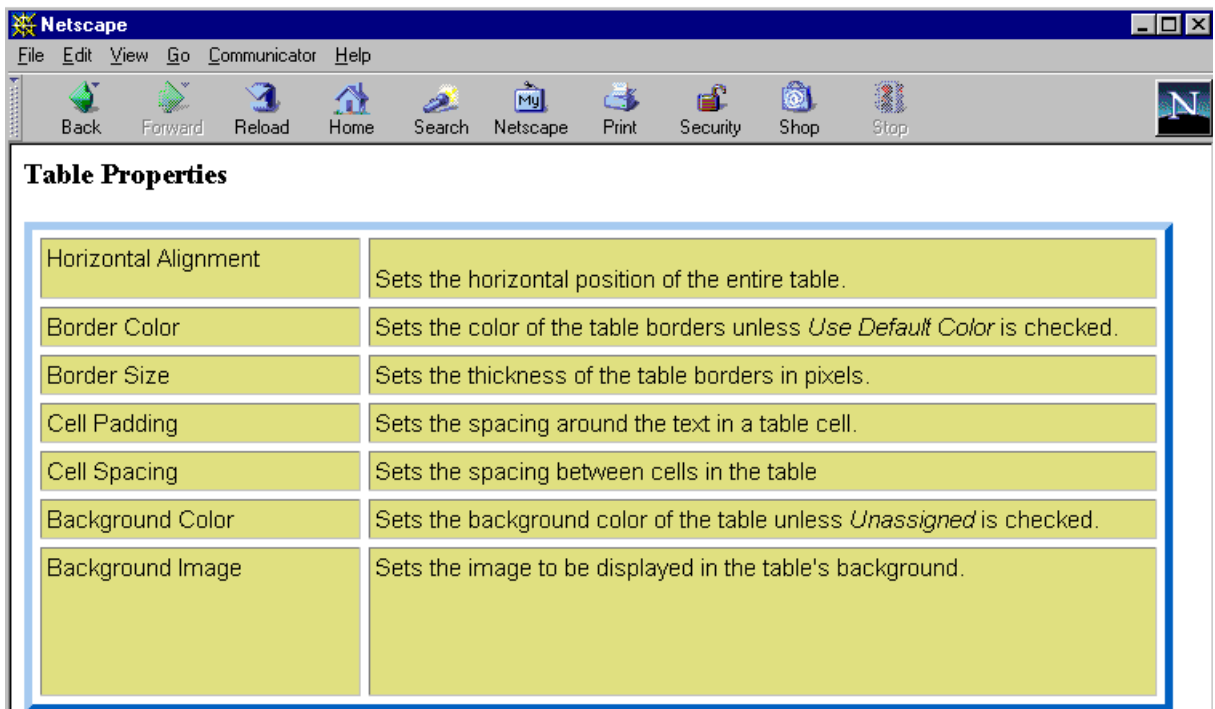 Netscape
File Edit View Go Communicator Help
Back Forward Reload Home Search Netscape Print Security Shop Stop
My
N
Table Properties
Horizontal Alignment
Sets the horizontal position of the entire table.
Border Color Sets the color of the table borders unless Use Default Color is checked.
Border Size Sets the thickness of the table borders in pixels.
Cell Padding Sets the spacing around the text in a table cell.
Cell Spacing Sets the spacing between cells in the table
Background Color Sets the background color of the table unless Unassigned is checked.
Background Image Sets the image to be displayed in the table's background.